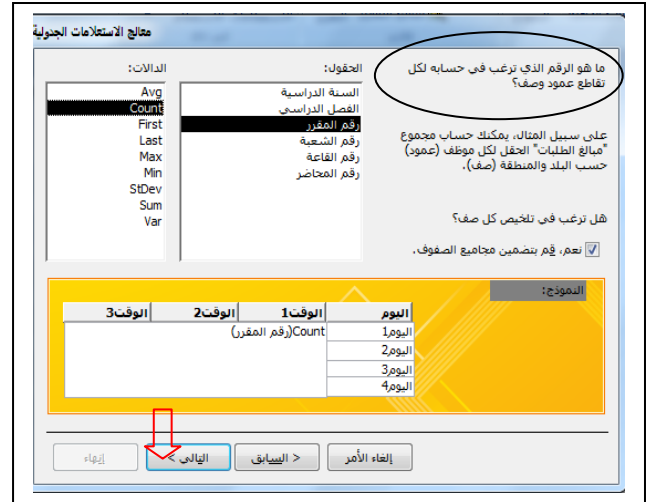 معالج الاستعلامات الجدولية
ما هو الرقم الذي ترغب في حسابه لكل
تقاطع عمود وصف؟
على سبيل المثال، يمكنك حساب مجموع
"مبالغ الطلبات" الحقل لكل موظف (عمود)
حسب البلد والمنطقة (صف).
هل ترغب في تلخيص كل صف؟
نعم، قم بتضمين مجاميع الصفوف.
الحقول:
السنة الدراسية
الفصل الدراسي
رقم المقرر
رقم الشعبة
رقم القاعة
رقم المحاضر
الدالات:
Avg
Count
First
Last
Max
Min
StDev
Sum
Var
النموذج:
اليوم الوقت1 الوقت2 الوقت3
اليوم1 Count(رقم المقرر)
اليوم2
اليوم3
اليوم4
إلغاء الأمر < السابق التالي > إنهاء